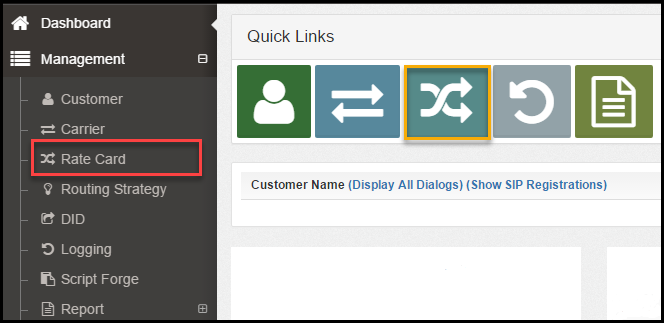 Dashboard
Management
Customer
Carrier
Rate Card
Routing Strategy
DID
Logging
Script Forge
Report
Quick Links
Customer Name (Display All Dialogs) (Show SIP Registrations)